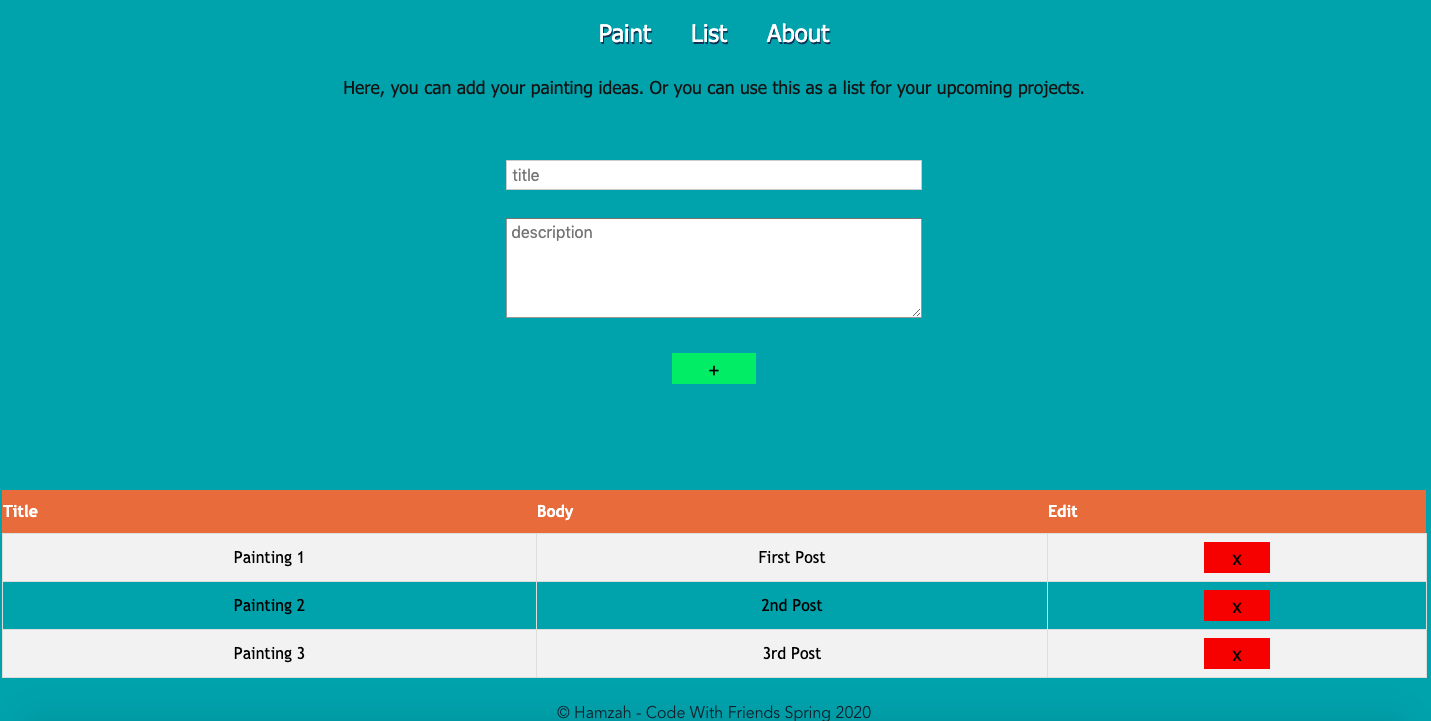 Paint List About
Here, you can add your painting ideas. Or you can use this as a list for your upcoming projects.
title
description
+
Title Body Edit
Painting 1 First Post x
Painting 2 2nd Post x
Painting 3 3rd Post x
© Hamzah - Code With Friends Spring 2020